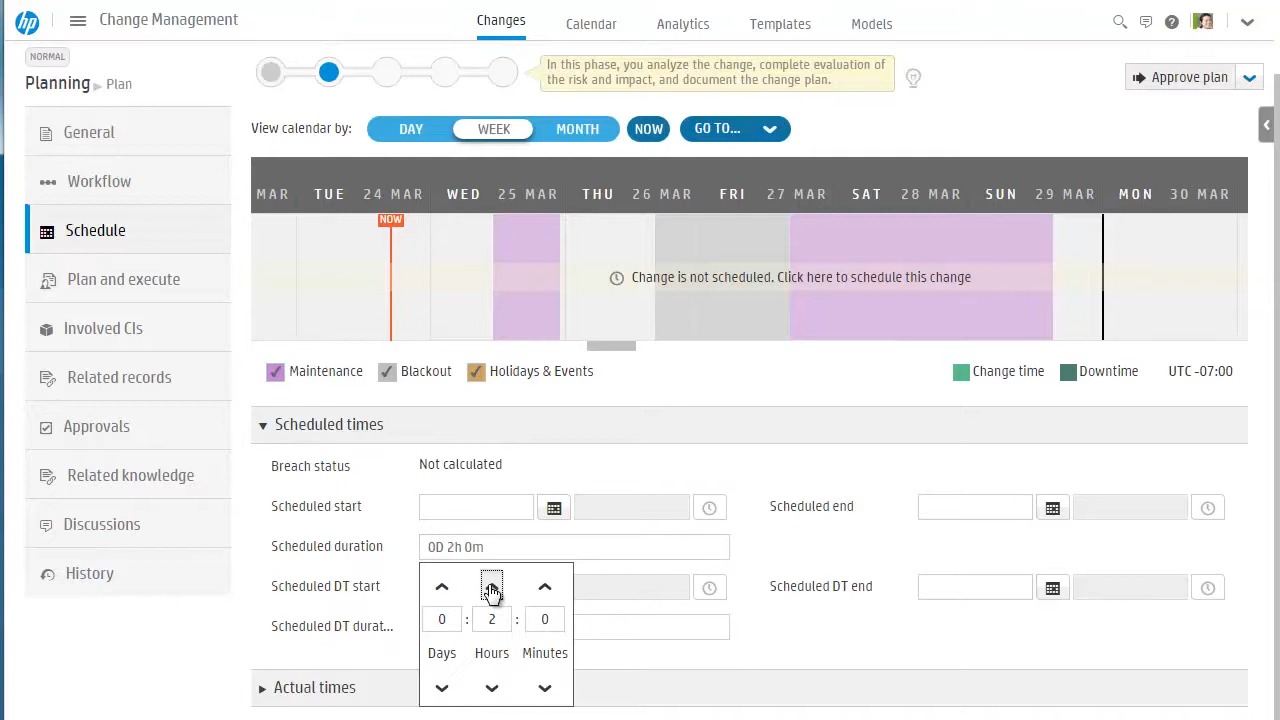 hp
Change Management
Changes
Calendar
Analytics
Templates
Models
NORMAL
Planning Plan
In this phase, you analyze the change, complete evaluation of
the risk and impact, and document the change plan.
Approve plan
General
Workflow
Schedule
Plan and execute
Involved CIs
Related records
Approvals
Related knowledge
Discussions
History
View calendar by:
DAY
WEEK
MONTH
NOW
GO TO...
MAR TUE 24 MAR WED 25 MAR THU 26 MAR FRI 27 MAR SAT 28 MAR SUN 29 MAR MON 30 MAR
NOW
Change is not scheduled. Click here to schedule this change
Maintenance
Blackout
Holidays & Events
Change time
Downtime
UTC -07:00
Scheduled times
Breach status
Not calculated
Scheduled start
Scheduled end
Scheduled duration
0D 2h 0m
Scheduled DT start
Scheduled DT end
Scheduled DT durat...
0 : 2 : 0
Days Hours Minutes
Actual times